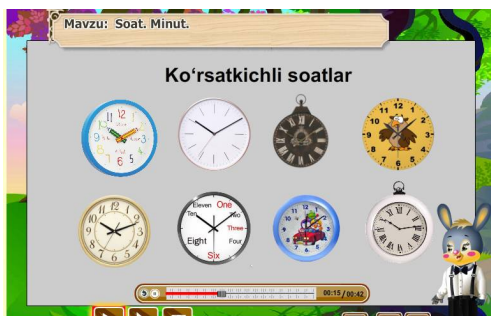 Mavzu: Soat. Minut.
Ko‘rsatkichli soatlar
Eleven One
Ten Two
Three
Eight Four
Six
00:15 / 00:42